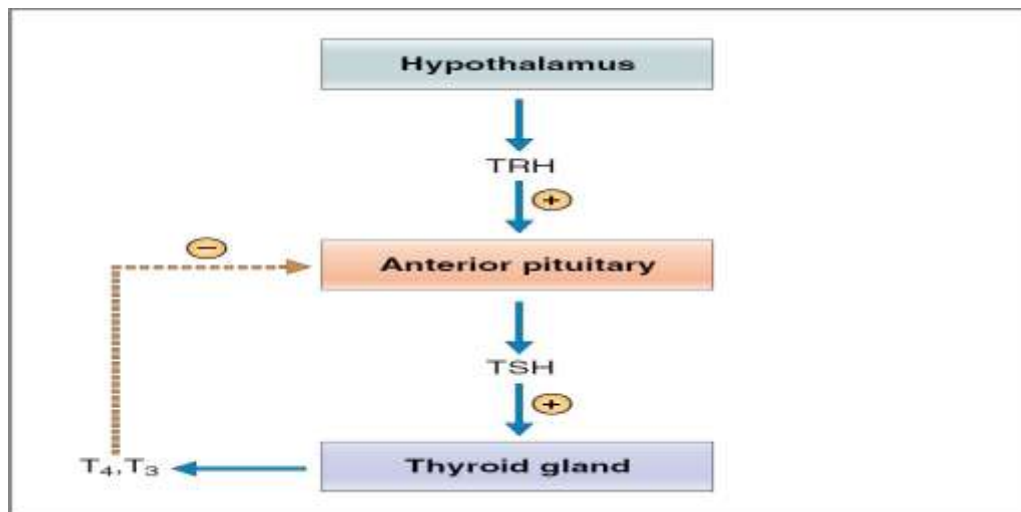 Hypothalamus
TRH
+
−
Anterior pituitary
TSH
+
T₄,T₃
Thyroid gland